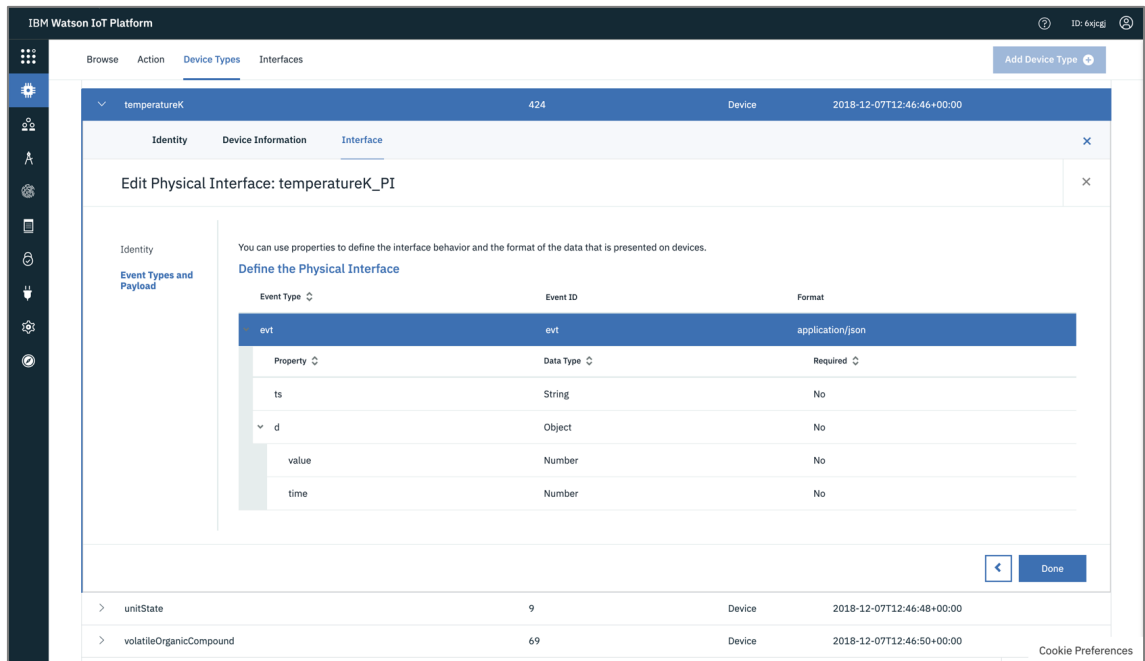 IBM Watson IoT Platform
ID: 6xjcgj
Browse Action Device Types Interfaces
Add Device Type
temperatureK 424 Device 2018-12-07T12:46:46+00:00
Identity Device Information Interface
Edit Physical Interface: temperatureK_PI
Identity
Event Types and
Payload
You can use properties to define the interface behavior and the format of the data that is presented on devices.
Define the Physical Interface
Event Type Event ID Format
evt evt application/json
Property Data Type Required
ts String No
d Object No
value Number No
time Number No
Done
unitState 9 Device 2018-12-07T12:46:48+00:00
volatileOrganicCompound 69 Device 2018-12-07T12:46:50+00:00
Cookie Preferences